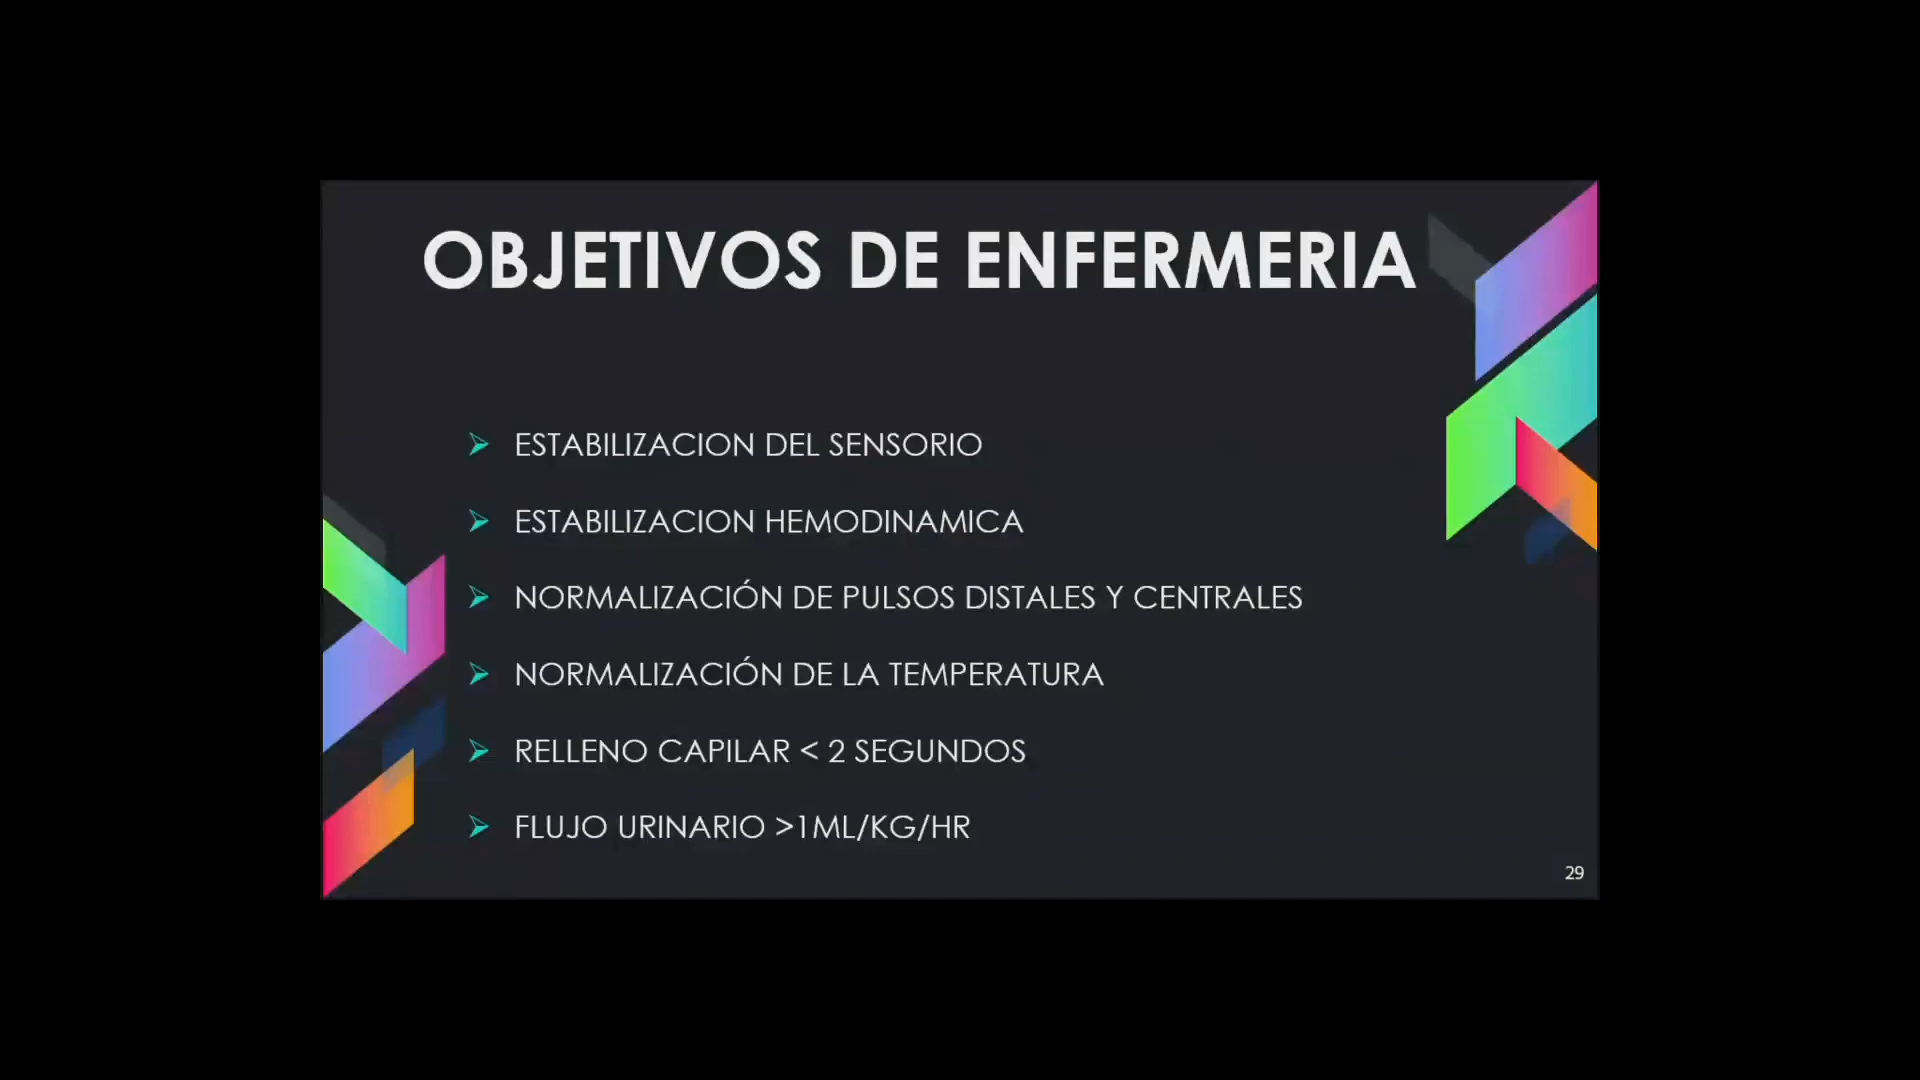 OBJETIVOS DE ENFERMERIA
ESTABILIZACION DEL SENSORIO
ESTABILIZACION HEMODINAMICA
NORMALIZACIÓN DE PULSOS DISTALES Y CENTRALES
NORMALIZACIÓN DE LA TEMPERATURA
RELLENO CAPILAR < 2 SEGUNDOS
FLUJO URINARIO >1ML/KG/HR
29